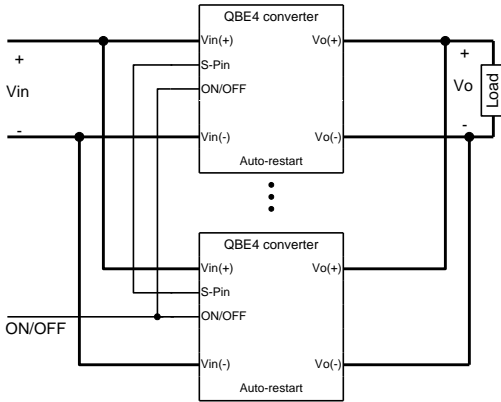 QBE4 converter
Vin(+)
Vo(+)
+
+
S-Pin
Vin
ON/OFF
Vo
Load
-
Vin(-)
Vo(-)
-
Auto-restart
QBE4 converter
Vin(+)
Vo(+)
S-Pin
ON/OFF
ON/OFF
Vin(-)
Vo(-)
Auto-restart